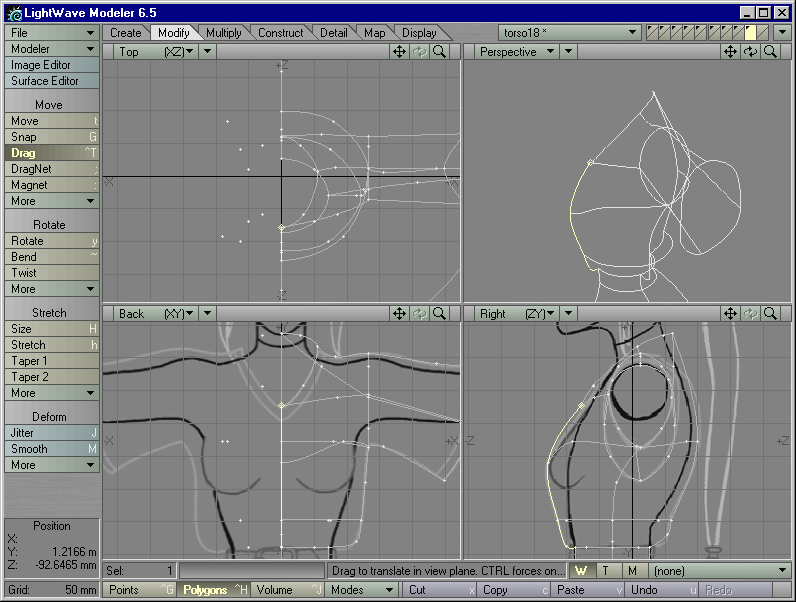 LightWave Modeler 6.5
File Create Modify Multiply Construct Detail Map Display torso18 *
Modeler Top (XZ) Perspective
Image Editor
Surface Editor
Move
Move t
Snap G
Drag ^T
DragNet ;
Magnet :
More
Rotate
Rotate y
Bend ~
Twist
More
Stretch
Size H
Stretch h
Taper 1
Taper 2
More
Deform
Jitter J
Smooth M
More
+Z
-X
-Z
Back (XY) Right (ZY)
-X +X -Z +Z
-Y
Position
X:
Y: 1.2166 m
Z: -92.6465 mm
Sel: 1 Drag to translate in view plane. CTRL forces on... W T M (none)
Grid: 50 mm Points ^G Polygons ^H Volume ^J Modes Cut x Copy c Paste v Undo u Redo